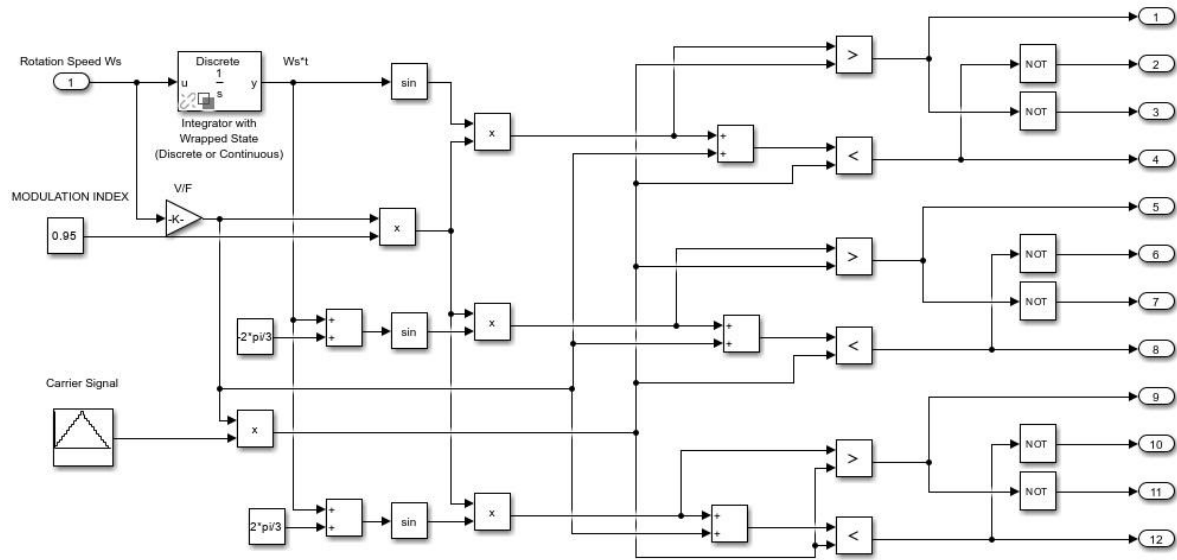 Rotation Speed Ws
1
Discrete
u
1
s
y
Integrator with
Wrapped State
(Discrete or Continuous)
Ws*t
sin
x
MODULATION INDEX
0.95
V/F
-K-
x
-2*pi/3
+
+
sin
x
Carrier Signal
x
2*pi/3
+
+
sin
x
>
+
+
<
NOT
NOT
1
2
3
4
>
+
+
<
NOT
NOT
5
6
7
8
>
+
+
<
NOT
NOT
9
10
11
12